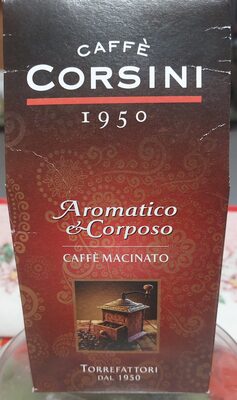 CAFFÈ
CORSINI
1950
Aromatico
& Corposo
CAFFÈ MACINATO
TORREFATTORI
DAL 1950